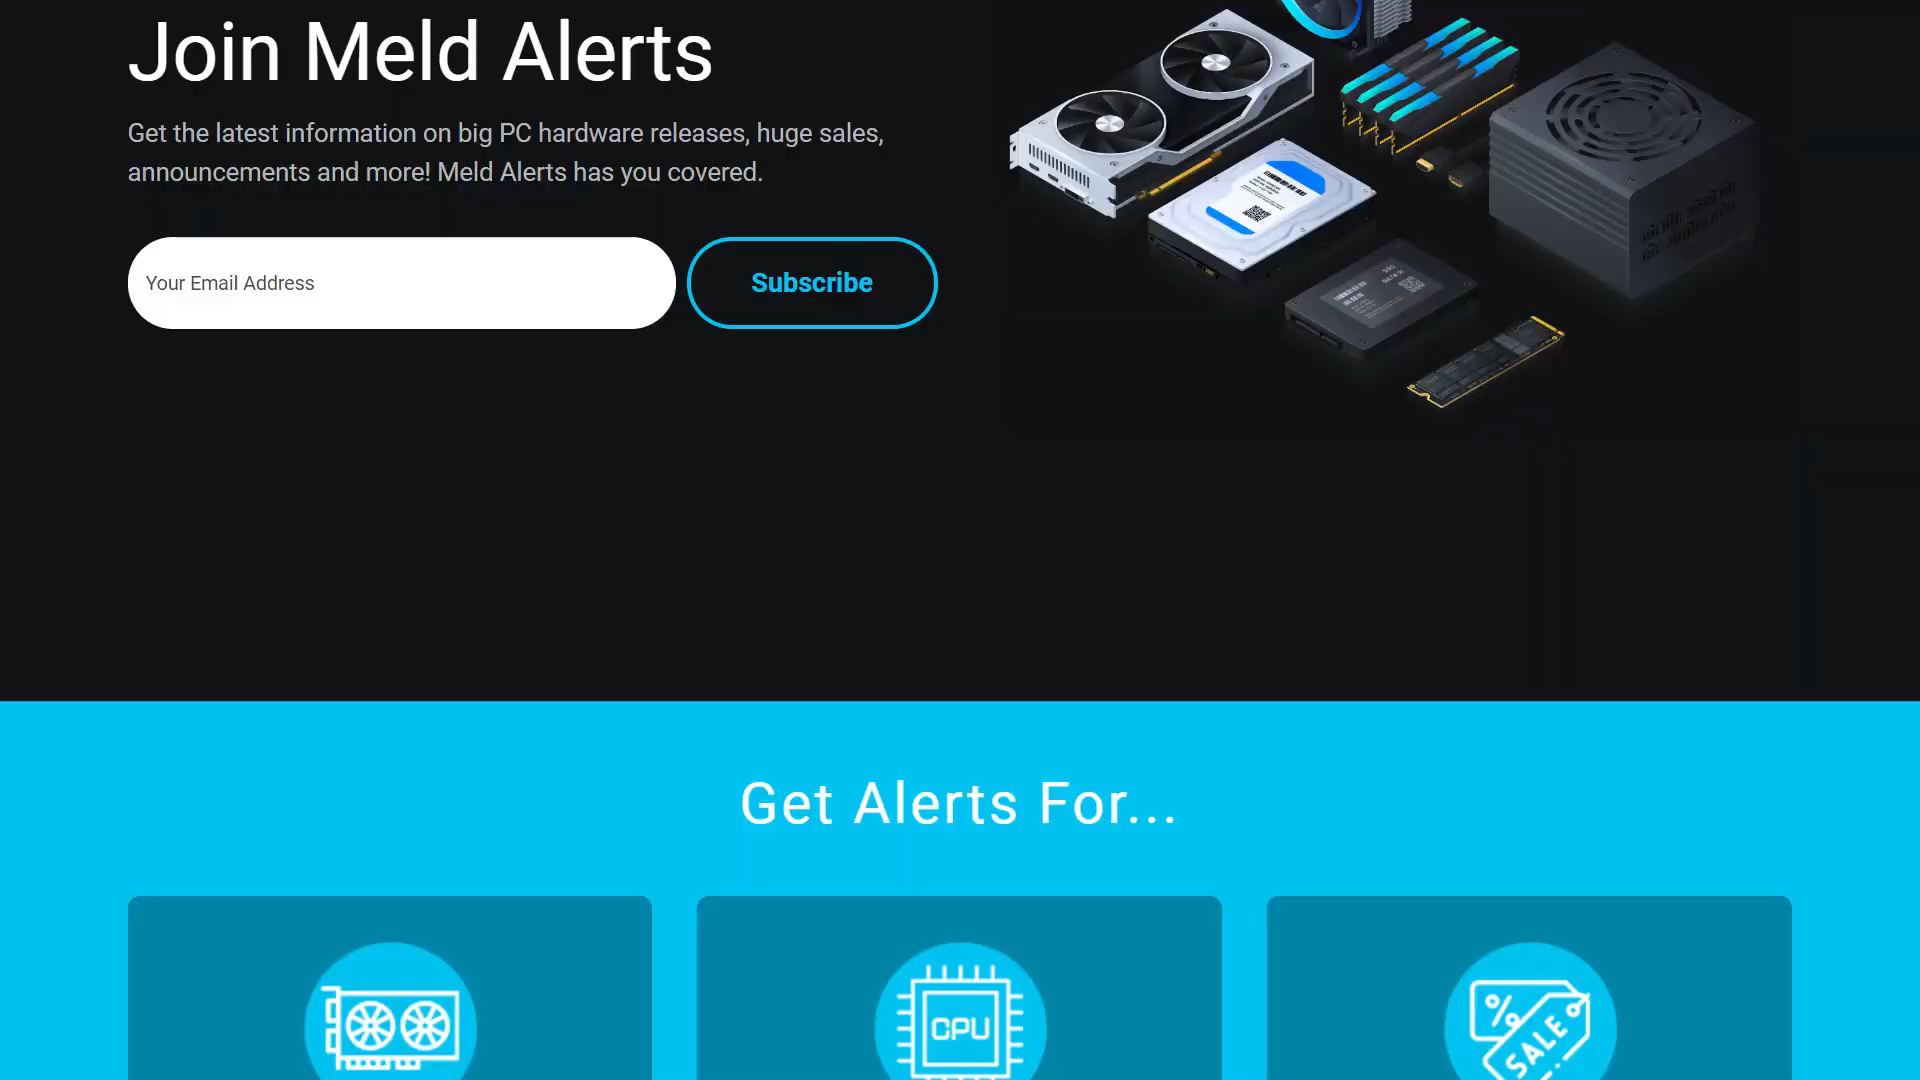 Join Meld Alerts
Get the latest information on big PC hardware releases, huge sales,
announcements and more! Meld Alerts has you covered.
Your Email Address
Subscribe
Get Alerts For...
CPU
%
SALE